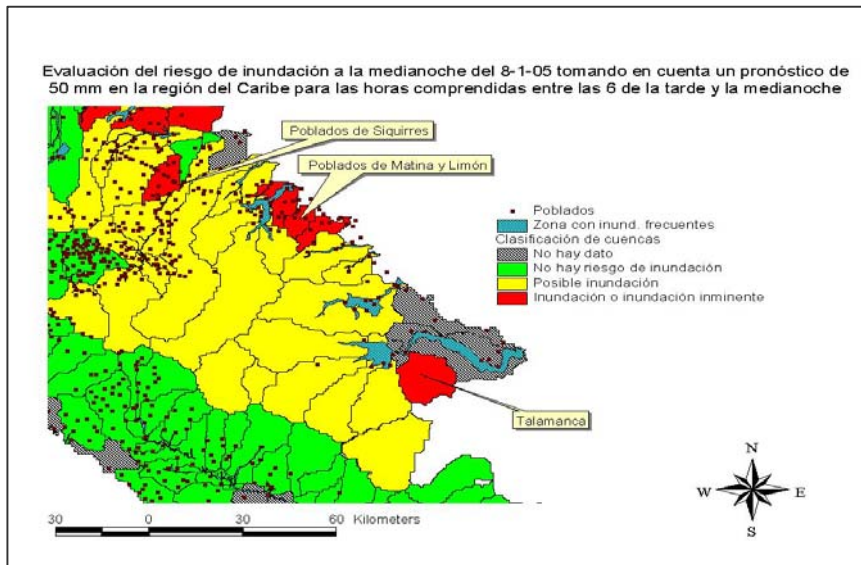 Evaluación del riesgo de inundación a la medianoche del 8-1-05 tomando en cuenta un pronóstico de
50 mm en la región del Caribe para las horas comprendidas entre las 6 de la tarde y la medianoche
Poblados de Siquirres
Poblados de Matina y Limón
Poblados
Zona con inund. frecuentes
Clasificación de cuencas
No hay dato
No hay riesgo de inundación
Posible inundación
Inundación o inundación inminente
Talamanca
N
W
E
S
30 0 30 60 Kilometers